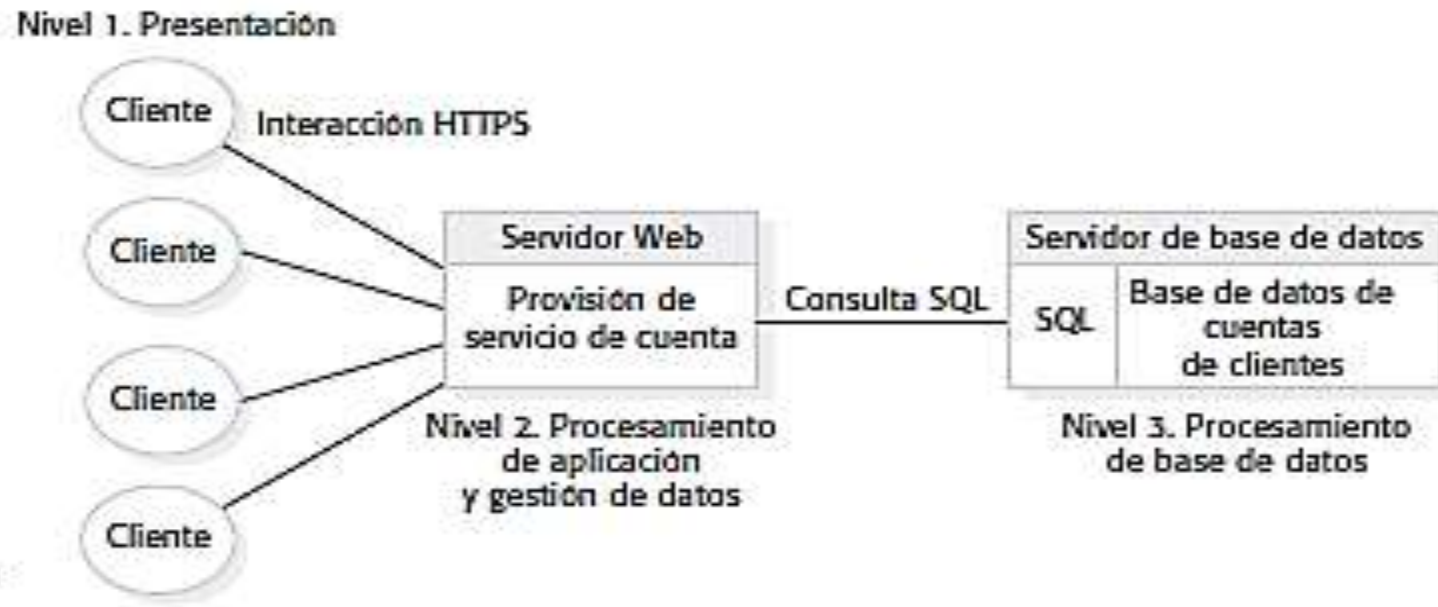 Nivel 1. Presentación
Cliente
Interacción HTTPS
Cliente
Cliente
Cliente
Servidor Web
Provisión de
servicio de cuenta
Nivel 2. Procesamiento
de aplicación
y gestión de datos
Consulta SQL
Servidor de base de datos
SQL
Base de datos de
cuentas
de clientes
Nivel 3. Procesamiento
de base de datos